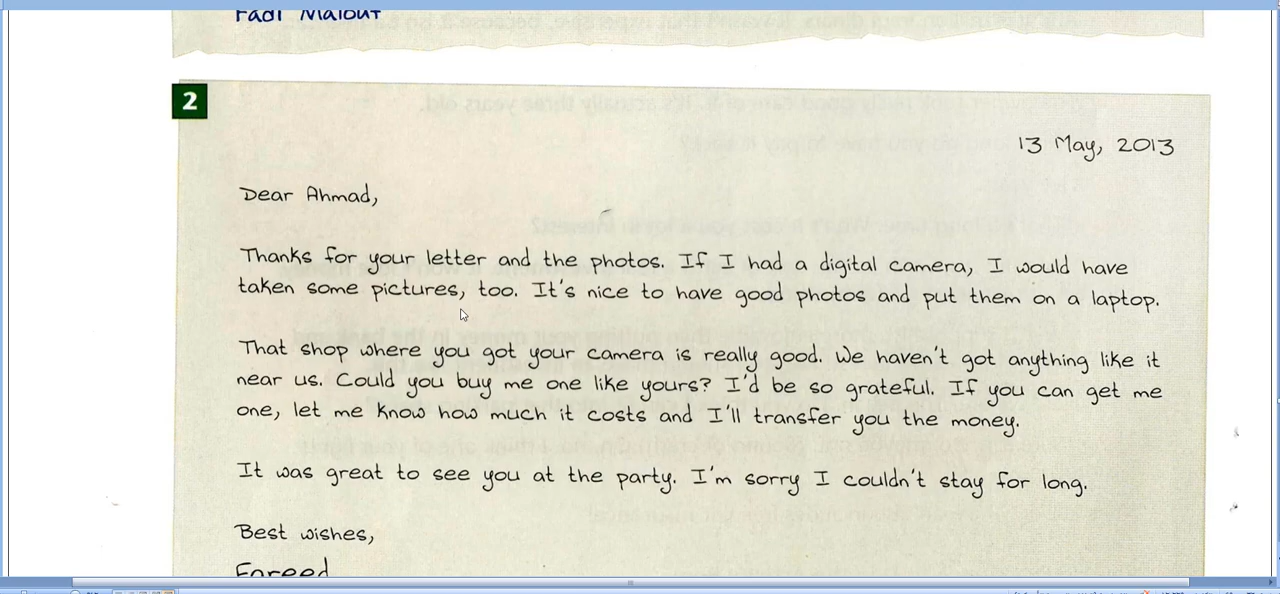 Fadi Malouf
2
13 May, 2013
Dear Ahmad,
Thanks for your letter and the photos. If I had a digital camera, I would have
taken some pictures, too. It's nice to have good photos and put them on a laptop.
That shop where you got your camera is really good. We haven't got anything like it
near us. Could you buy me one like yours? I'd be so grateful. If you can get me
one, let me know how much it costs and I'll transfer you the money.
It was great to see you at the party. I'm sorry I couldn't stay for long.
Best wishes,
Fareed